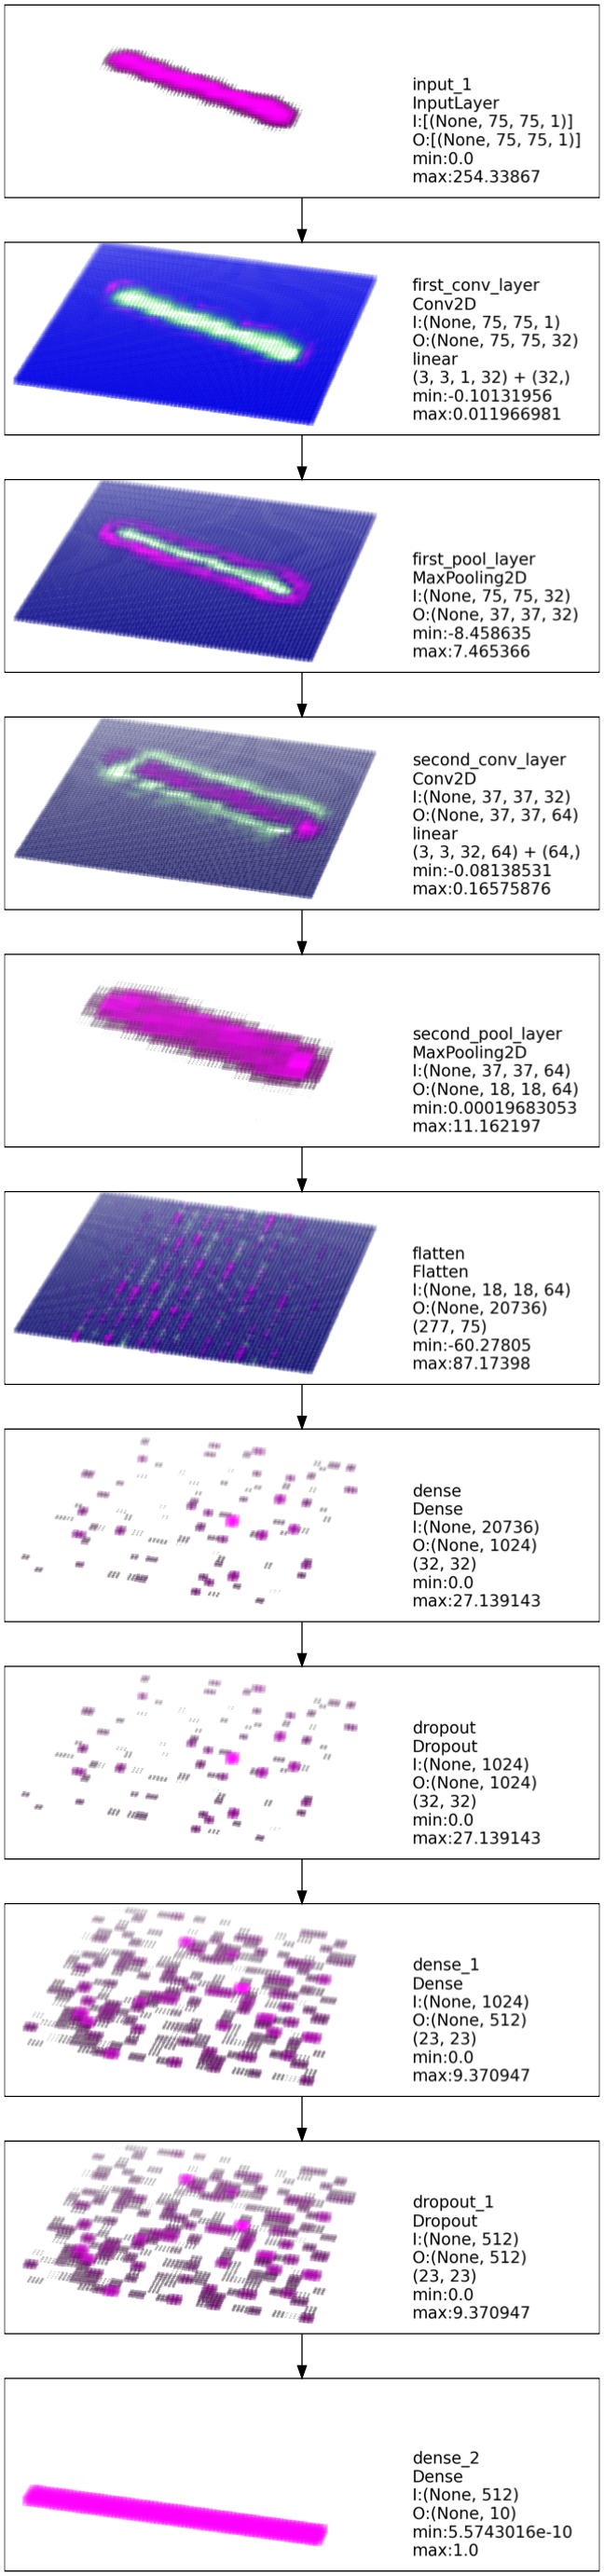 input_1
InputLayer
I:[(None, 75, 75, 1)]
O:[(None, 75, 75, 1)]
min:0.0
max:254.33867
first_conv_layer
Conv2D
I:(None, 75, 75, 1)
O:(None, 75, 75, 32)
linear
(3, 3, 1, 32) + (32,)
min:-0.10131956
max:0.011966981
first_pool_layer
MaxPooling2D
I:(None, 75, 75, 32)
O:(None, 37, 37, 32)
min:-8.458635
max:7.465366
second_conv_layer
Conv2D
I:(None, 37, 37, 32)
O:(None, 37, 37, 64)
linear
(3, 3, 32, 64) + (64,)
min:-0.08138531
max:0.16575876
second_pool_layer
MaxPooling2D
I:(None, 37, 37, 64)
O:(None, 18, 18, 64)
min:0.00019683053
max:11.162197
flatten
Flatten
I:(None, 18, 18, 64)
O:(None, 20736)
(277, 75)
min:-60.27805
max:87.17398
dense
Dense
I:(None, 20736)
O:(None, 1024)
(32, 32)
min:0.0
max:27.139143
dropout
Dropout
I:(None, 1024)
O:(None, 1024)
(32, 32)
min:0.0
max:27.139143
dense_1
Dense
I:(None, 1024)
O:(None, 512)
(23, 23)
min:0.0
max:9.370947
dropout_1
Dropout
I:(None, 512)
O:(None, 512)
(23, 23)
min:0.0
max:9.370947
dense_2
Dense
I:(None, 512)
O:(None, 10)
min:5.5743016e-10
max:1.0